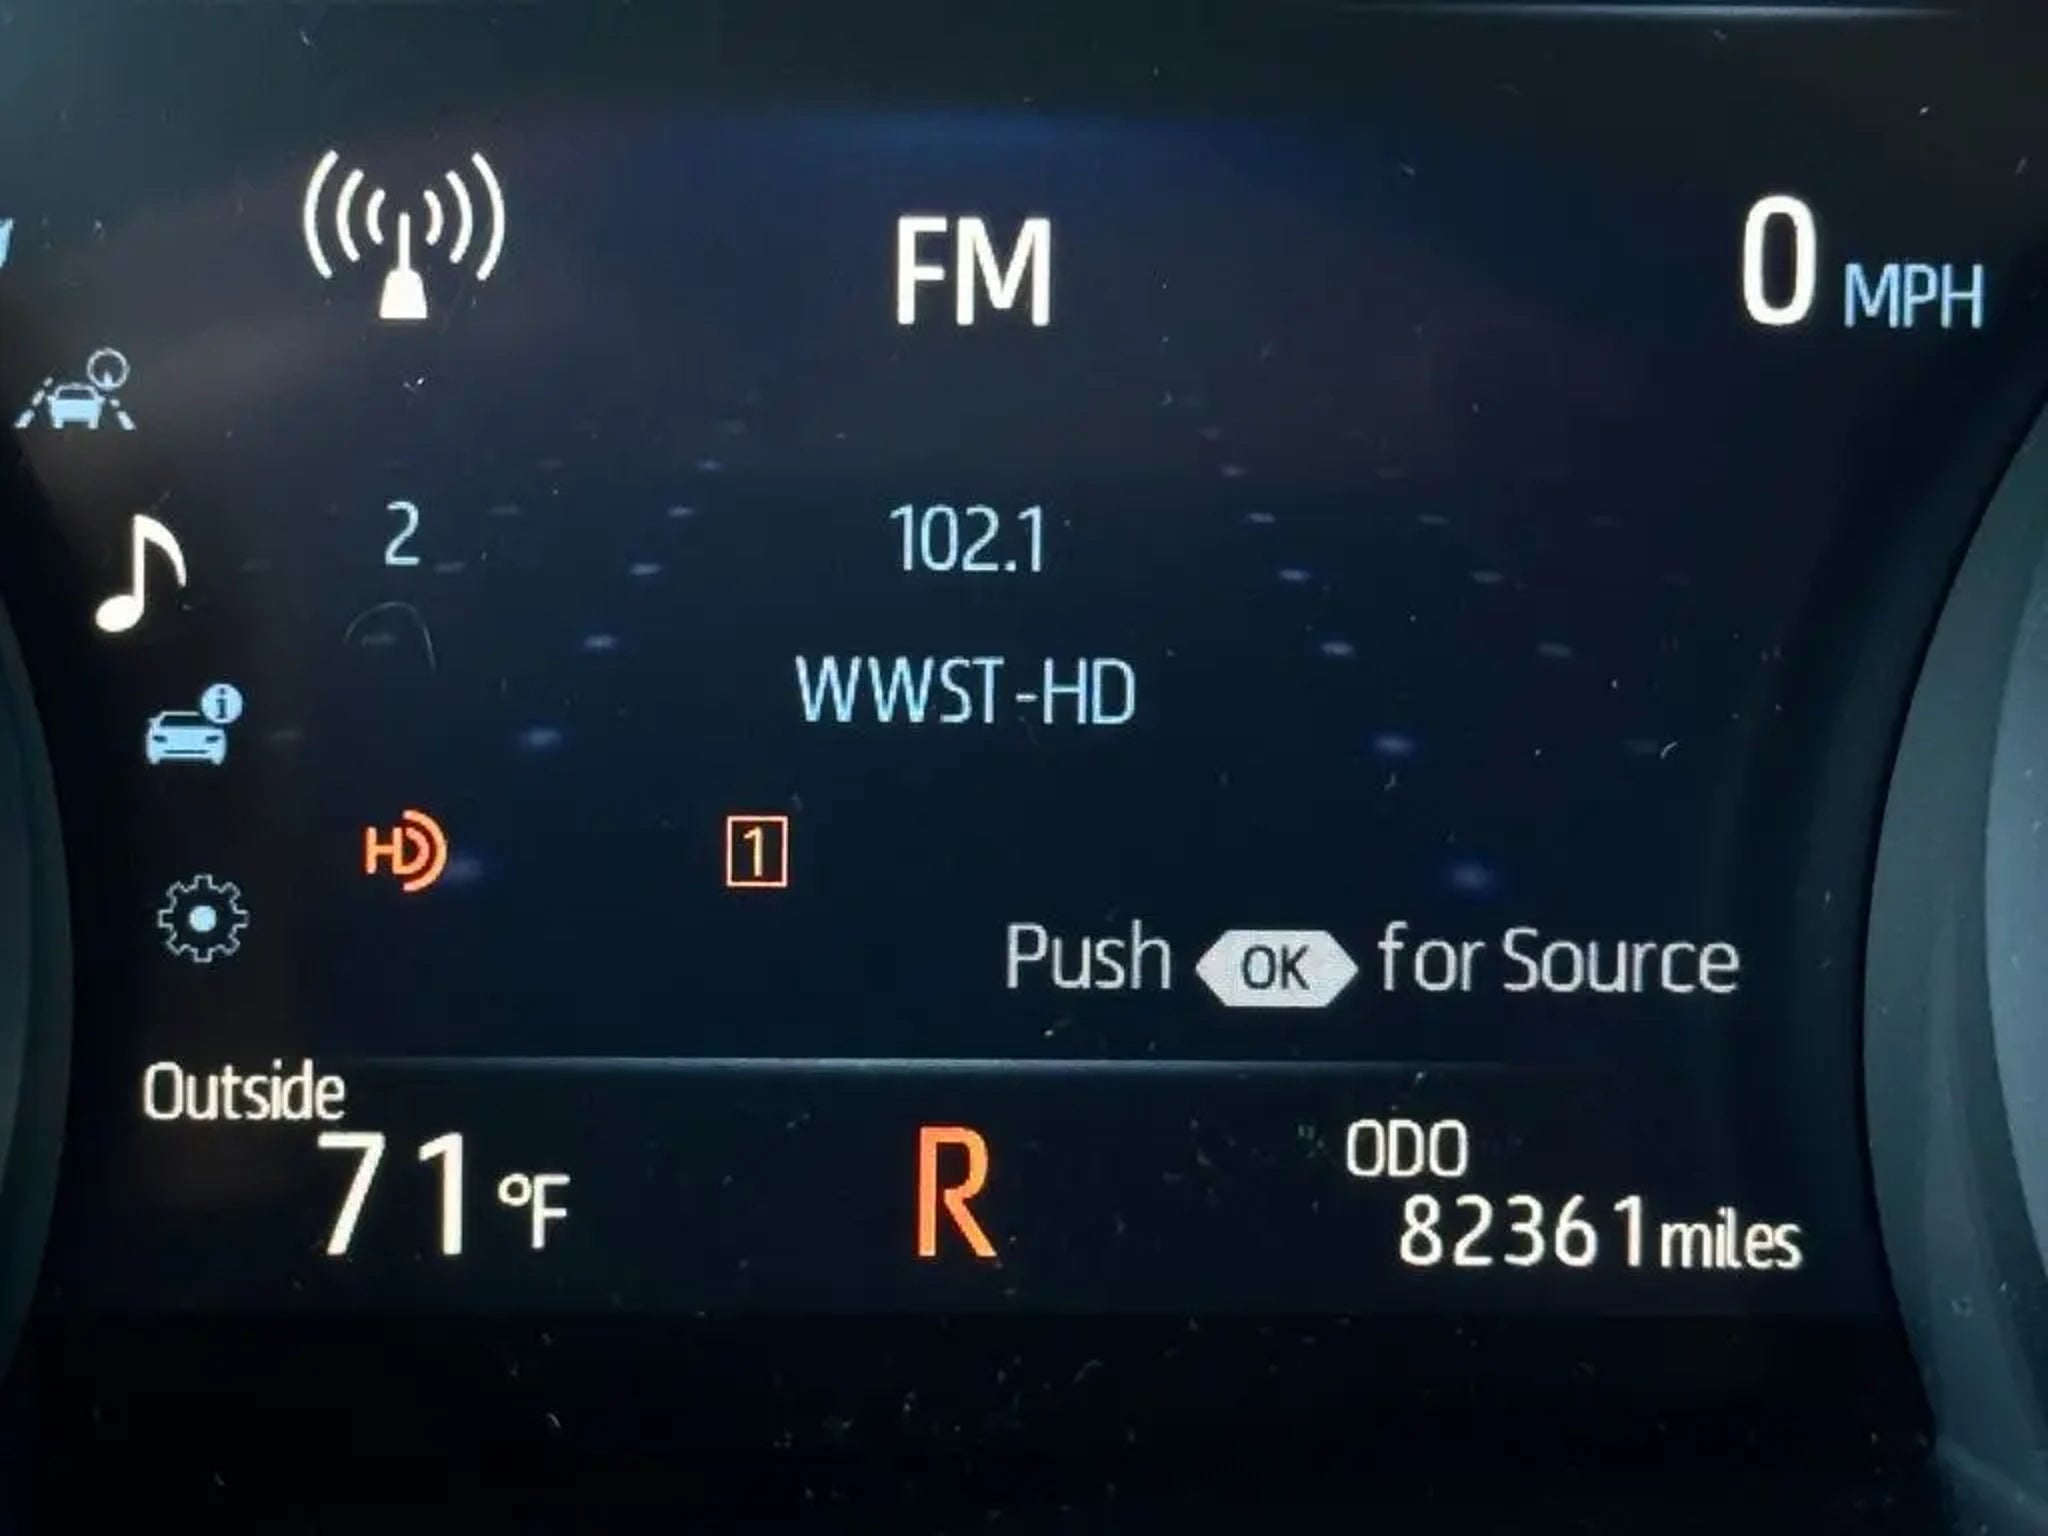 FM
0 MPH
2 102.1
WWST-HD
HD 1
Push OK for Source
Outside
71 °F
R
ODO
82361 miles